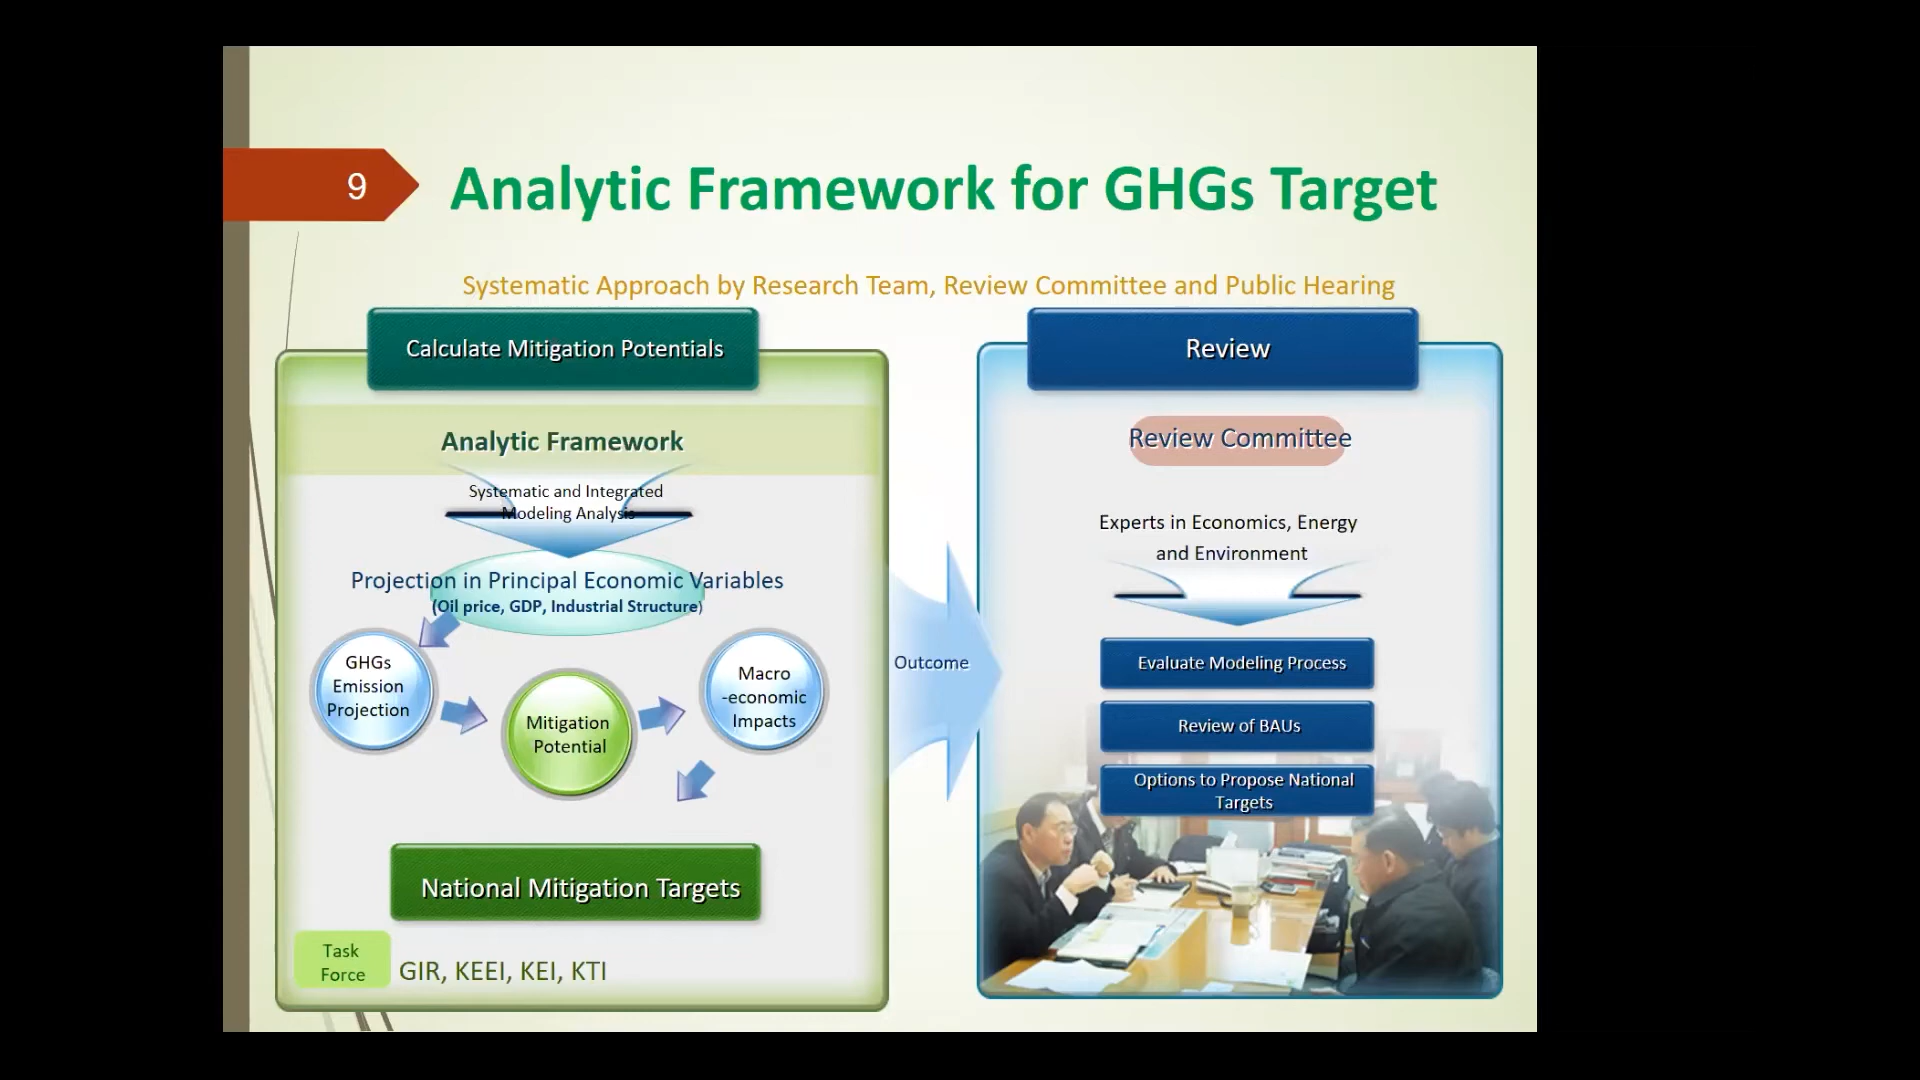 9
Analytic Framework for GHGs Target
Systematic Approach by Research Team, Review Committee and Public Hearing
Calculate Mitigation Potentials
Analytic Framework
Systematic and Integrated
Modeling Analysis
Projection in Principal Economic Variables
(Oil price, GDP, Industrial Structure)
GHGs
Emission
Projection
Mitigation
Potential
Macro
-economic
Impacts
National Mitigation Targets
Task
Force
GIR, KEEI, KEI, KTI
Outcome
Review
Review Committee
Experts in Economics, Energy
and Environment
Evaluate Modeling Process
Review of BAUs
Options to Propose National
Targets